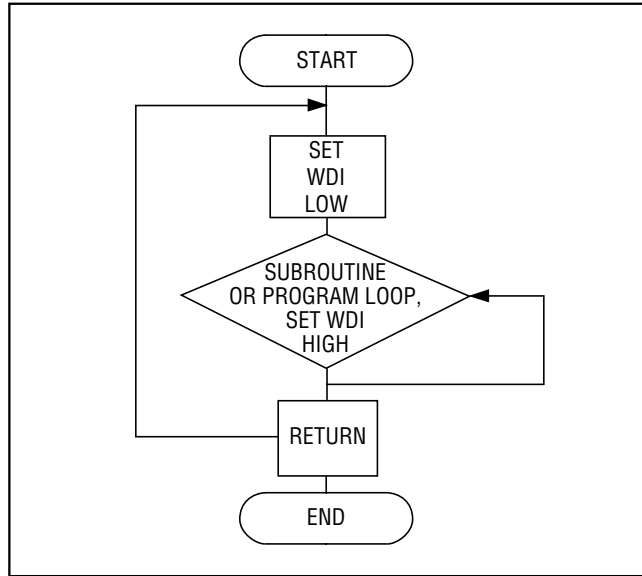 START
SET
WDI
LOW
SUBROUTINE
OR PROGRAM LOOP,
SET WDI
HIGH
RETURN
END